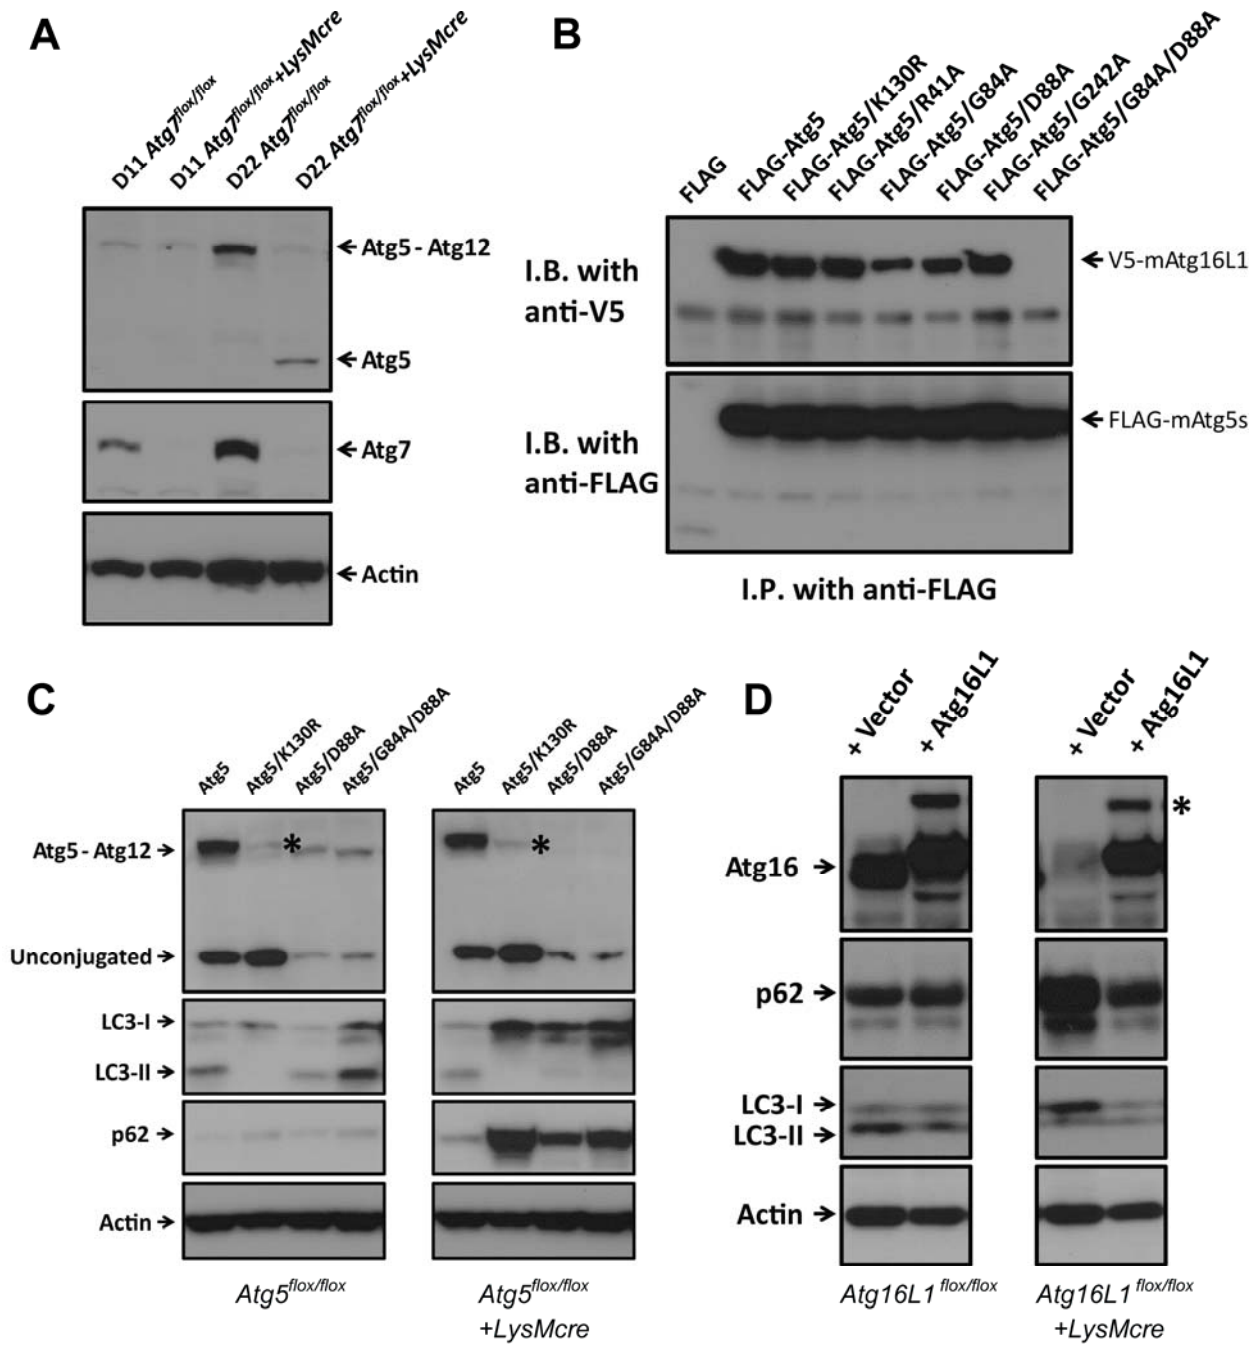 A
D11 Atg7flox/flox
D11 Atg7flox/flox+LysMcre
D22 Atg7flox/flox
D22 Atg7flox/flox+LysMcre
Atg5 - Atg12
Atg5
Atg7
Actin
B
FLAG
FLAG-Atg5
FLAG-Atg5/K130R
FLAG-Atg5/R41A
FLAG-Atg5/G84A
FLAG-Atg5/D88A
FLAG-Atg5/G242A
FLAG-Atg5/G84A/D88A
I.B. with
anti-V5
V5-mAtg16L1
I.B. with
anti-FLAG
FLAG-mAtg5s
I.P. with anti-FLAG
C
Atg5
Atg5/K130R
Atg5/D88A
Atg5/G84A/D88A
Atg5
Atg5/K130R
Atg5/D88A
Atg5/G84A/D88A
Atg5 - Atg12
*
*
Unconjugated
LC3-I
LC3-II
p62
Actin
Atg5flox/flox
Atg5flox/flox
+LysMcre
D
+ Vector
+ Atg16L1
+ Vector
+ Atg16L1
*
Atg16
p62
LC3-I
LC3-II
Actin
Atg16L1 flox/flox
Atg16L1 flox/flox
+LysMcre